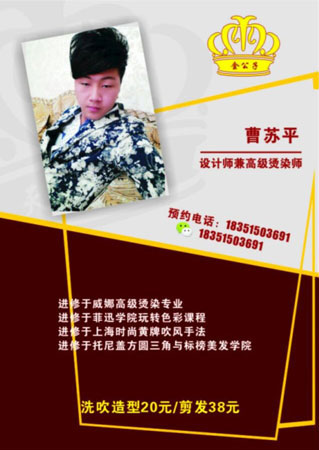 金公子
曹苏平
设计师兼高级烫染师
预约电话：18351503691
18351503691
进修于威娜高级烫染专业
进修于菲迅学院玩转色彩课程
进修于上海时尚黄牌吹风手法
进修于托尼盖方圆三角与标榜美发学院
洗吹造型20元/剪发38元